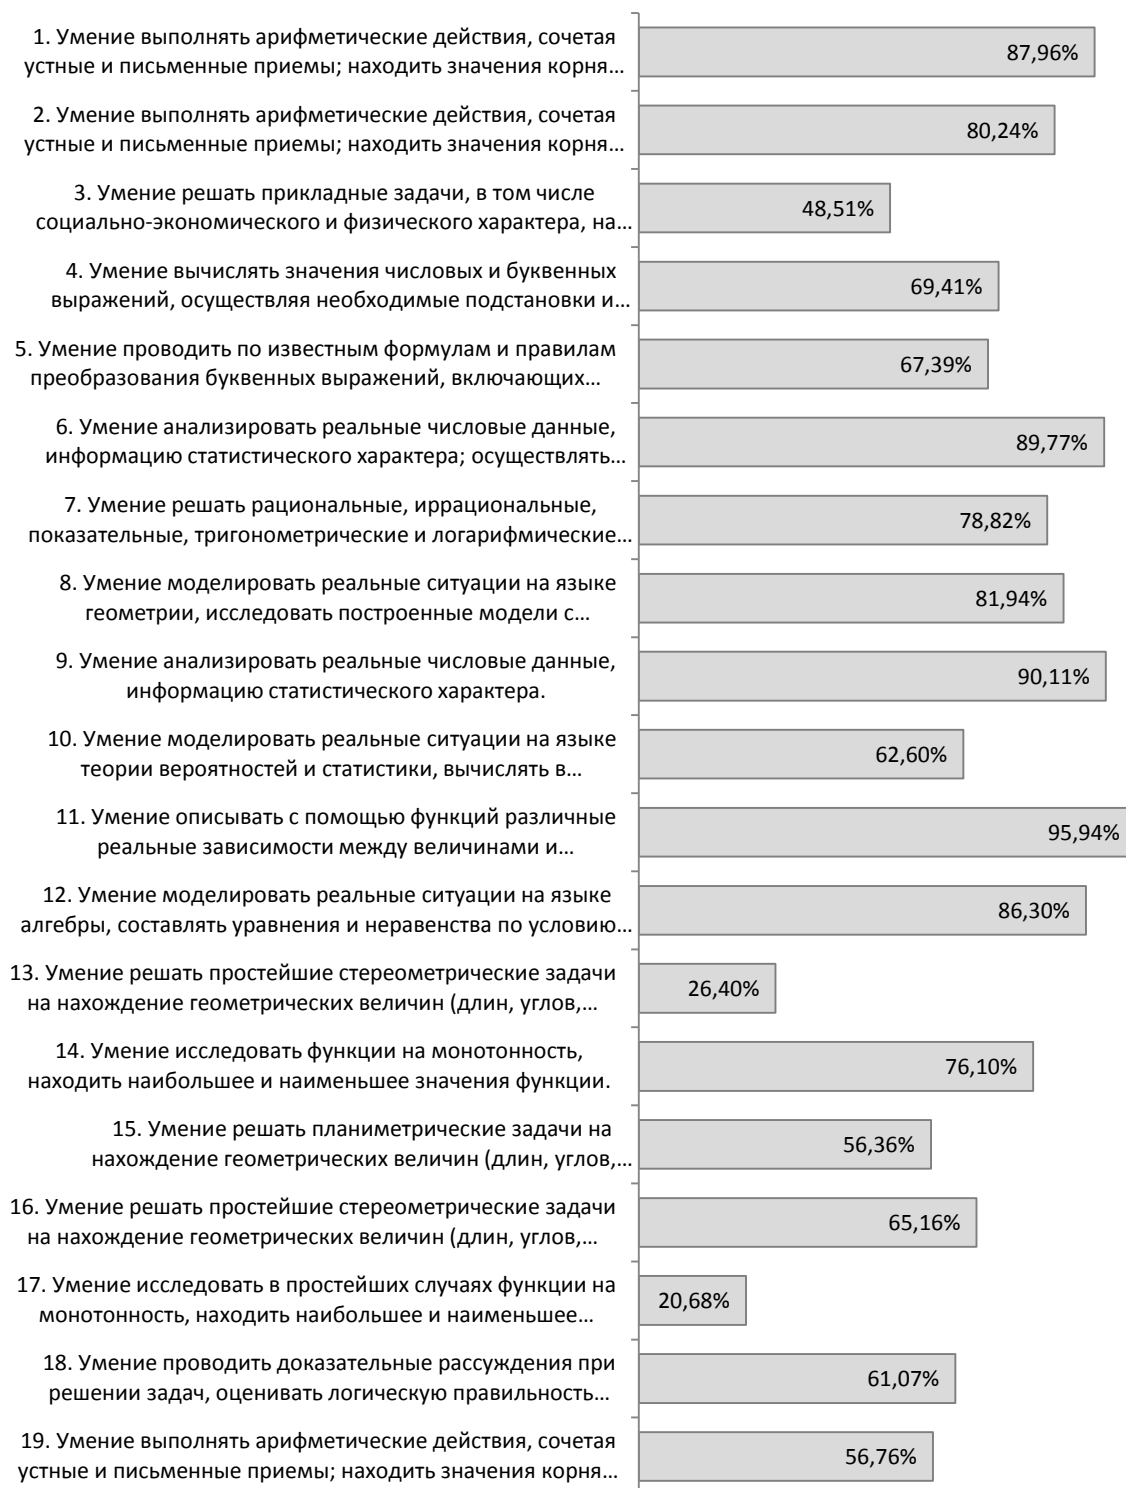 1. Умение выполнять арифметические действия, сочетая
устные и письменные приемы; находить значения корня...
87,96%
2. Умение выполнять арифметические действия, сочетая
устные и письменные приемы; находить значения корня...
80,24%
3. Умение решать прикладные задачи, в том числе
социально-экономического и физического характера, на...
48,51%
4. Умение вычислять значения числовых и буквенных
выражений, осуществляя необходимые подстановки и...
69,41%
5. Умение проводить по известным формулам и правилам
преобразования буквенных выражений, включающих...
67,39%
6. Умение анализировать реальные числовые данные,
информацию статистического характера; осуществлять...
89,77%
7. Умение решать рациональные, иррациональные,
показательные, тригонометрические и логарифмические...
78,82%
8. Умение моделировать реальные ситуации на языке
геометрии, исследовать построенные модели с...
81,94%
9. Умение анализировать реальные числовые данные,
информацию статистического характера.
90,11%
10. Умение моделировать реальные ситуации на языке
теории вероятностей и статистики, вычислять в...
62,60%
11. Умение описывать с помощью функций различные
реальные зависимости между величинами и...
95,94%
12. Умение моделировать реальные ситуации на языке
алгебры, составлять уравнения и неравенства по условию...
86,30%
13. Умение решать простейшие стереометрические задачи
на нахождение геометрических величин (длин, углов,...
26,40%
14. Умение исследовать функции на монотонность,
находить наибольшее и наименьшее значения функции.
76,10%
15. Умение решать планиметрические задачи на
нахождение геометрических величин (длин, углов,...
56,36%
16. Умение решать простейшие стереометрические задачи
на нахождение геометрических величин (длин, углов,...
65,16%
17. Умение исследовать в простейших случаях функции на
монотонность, находить наибольшее и наименьшее...
20,68%
18. Умение проводить доказательные рассуждения при
решении задач, оценивать логическую правильность...
61,07%
19. Умение выполнять арифметические действия, сочетая
устные и письменные приемы; находить значения корня...
56,76%